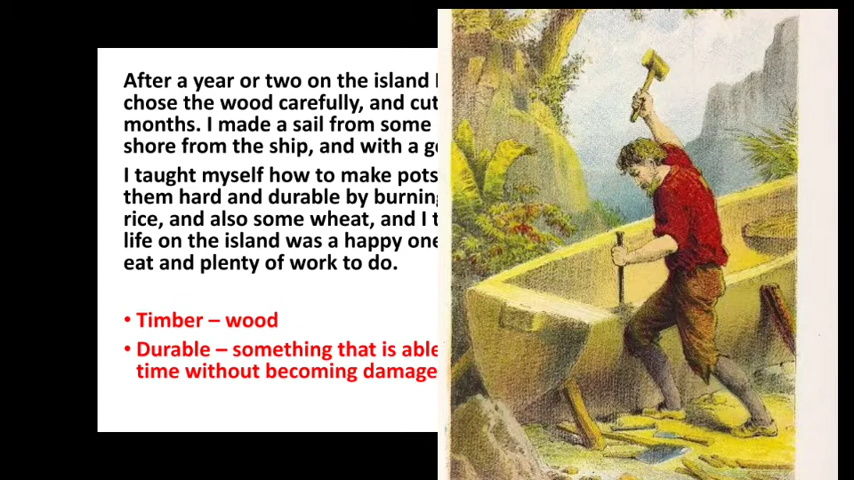 After a year or two on the island
chose the wood carefully, and cut
months. I made a sail from some
shore from the ship, and with a
I taught myself how to make pots
them hard and durable by
rice, and also some wheat, and I
life on the island was a happy one
eat and plenty of work to do.
• Timber – wood
• Durable – something that is able
time without becoming damage